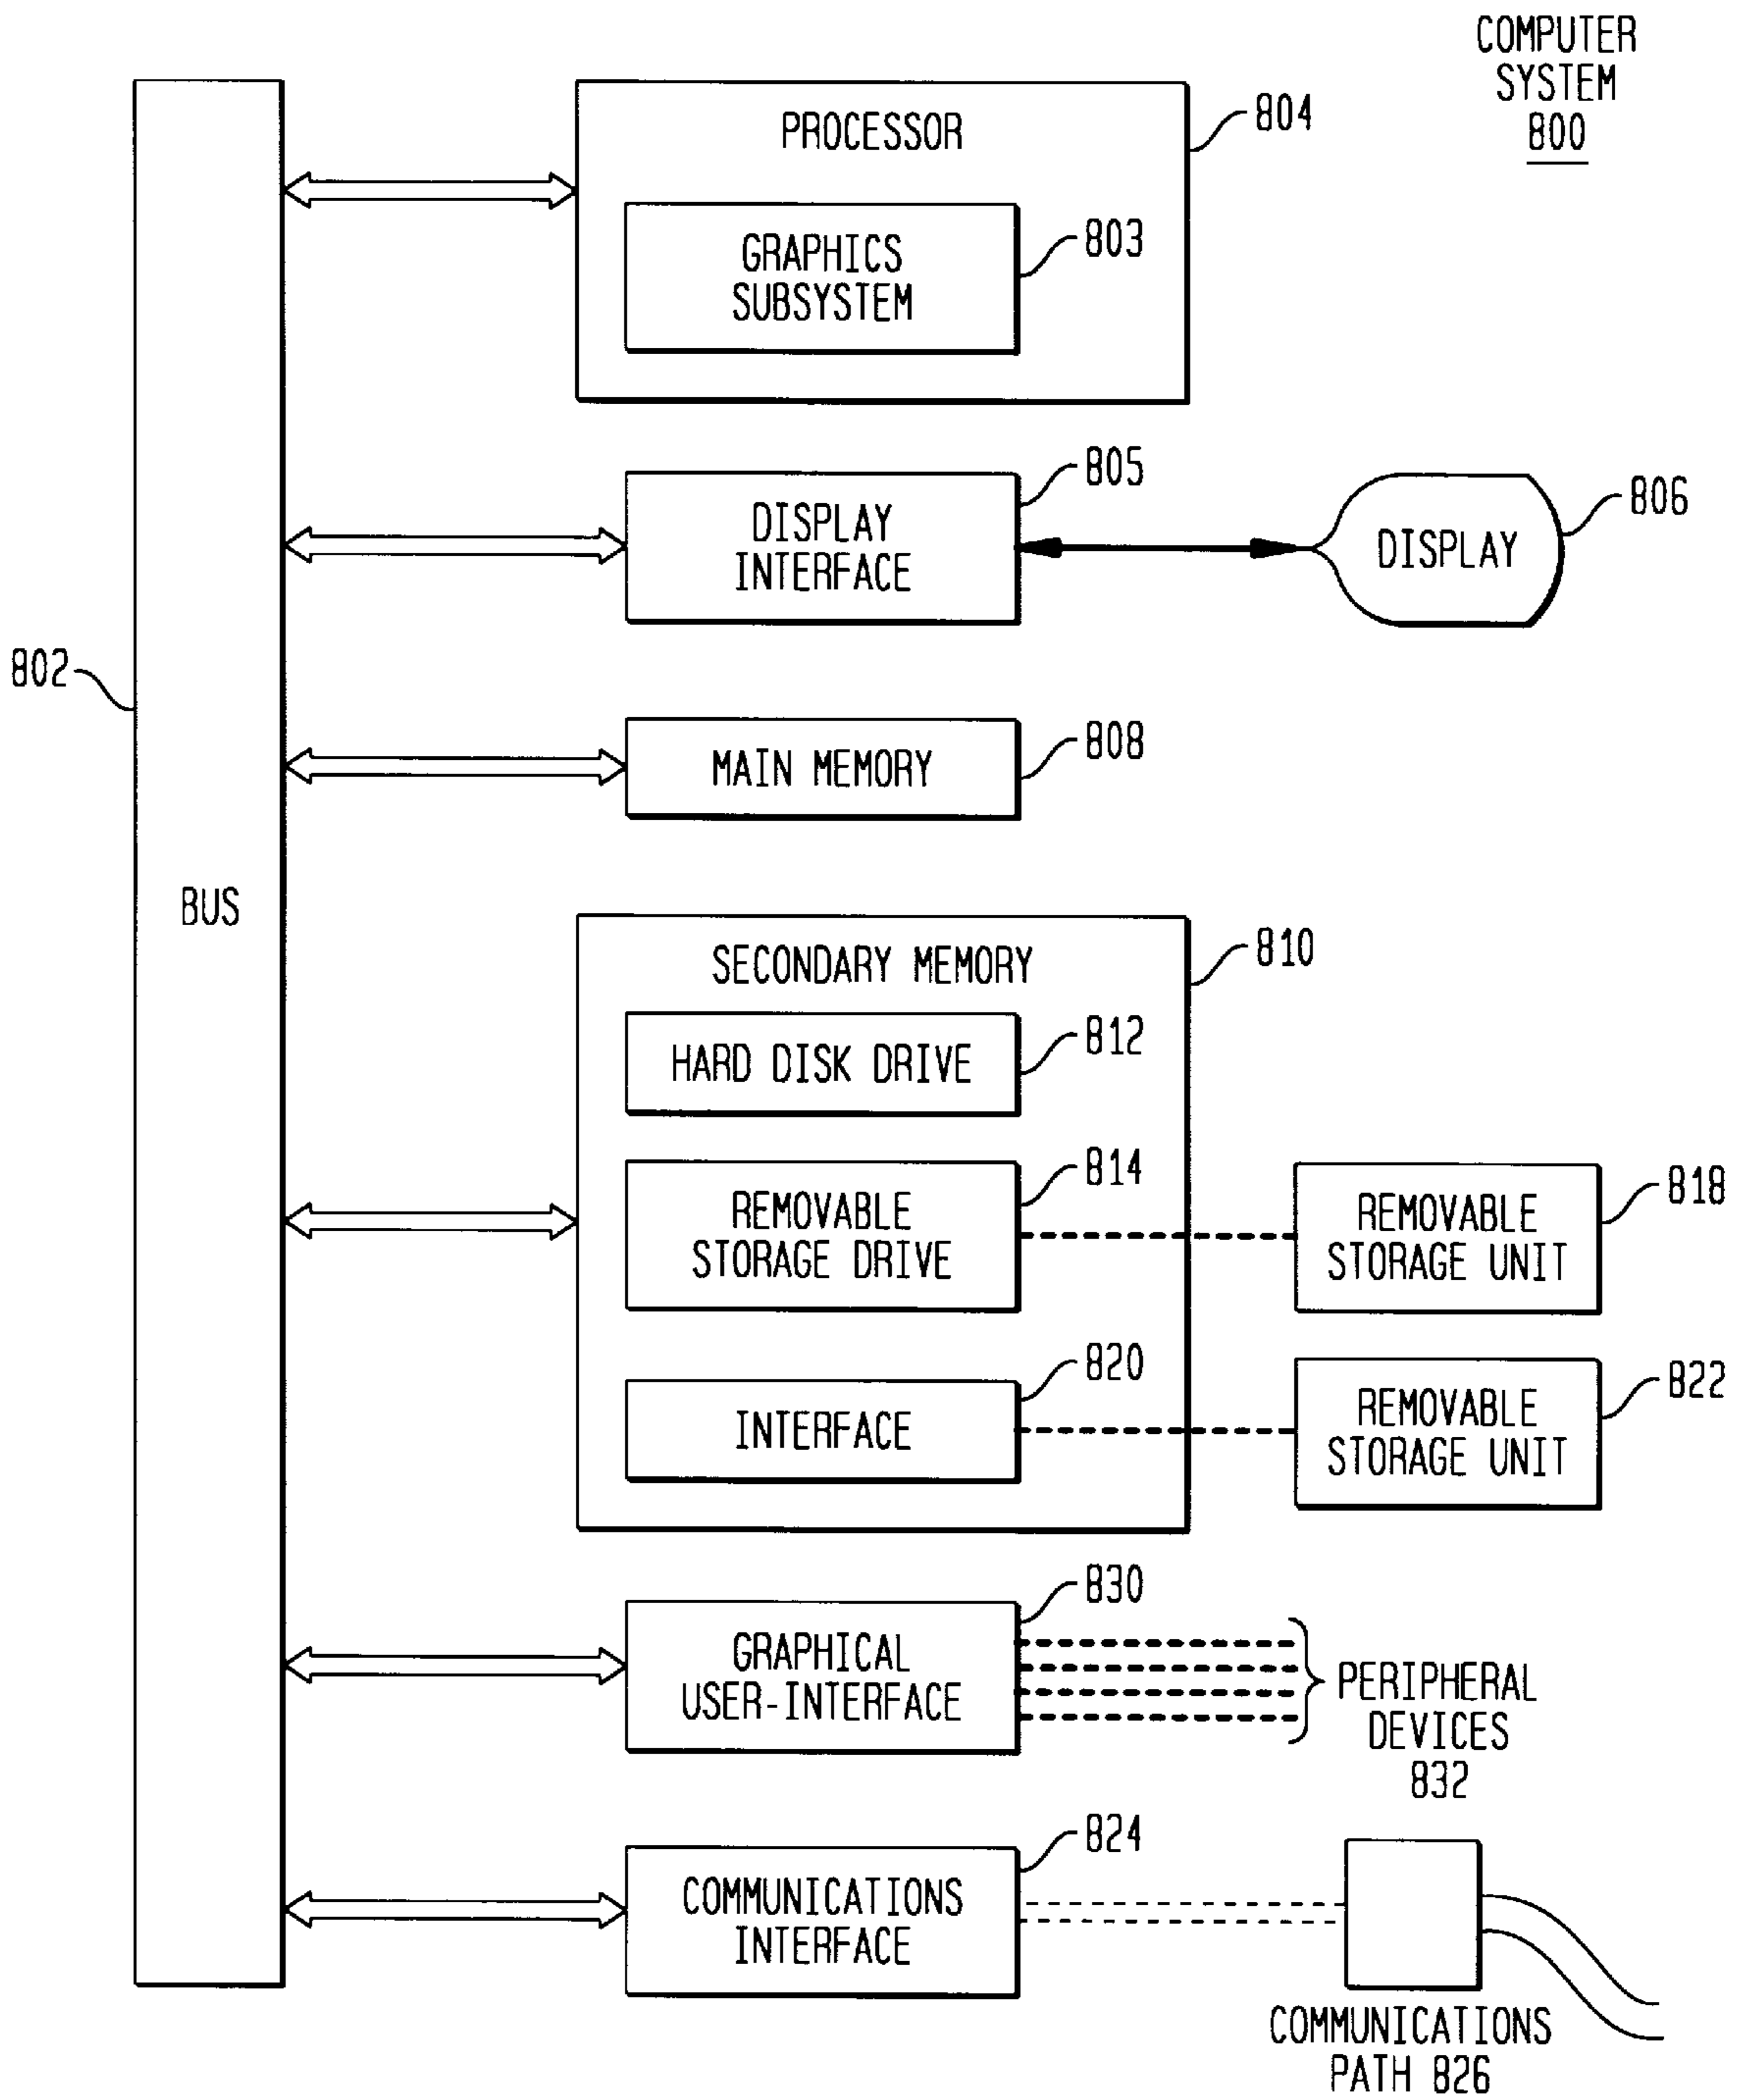 COMPUTER
SYSTEM
800
PROCESSOR
804
GRAPHICS
SUBSYSTEM
803
DISPLAY
INTERFACE
805
DISPLAY
806
802
BUS
MAIN MEMORY
808
SECONDARY MEMORY
810
HARD DISK DRIVE
812
REMOVABLE
STORAGE DRIVE
814
REMOVABLE
STORAGE UNIT
818
INTERFACE
820
REMOVABLE
STORAGE UNIT
822
GRAPHICAL
USER-INTERFACE
830
PERIPHERAL
DEVICES
832
COMMUNICATIONS
INTERFACE
824
COMMUNICATIONS
PATH 826